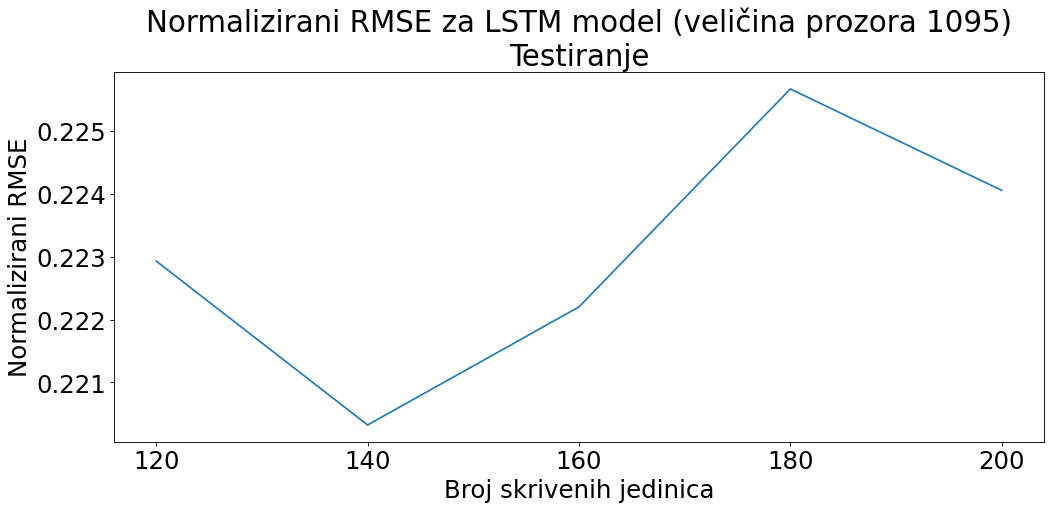 Normalizirani RMSE za LSTM model (veličina prozora 1095)
Testiranje
Normalizirani RMSE
0.225
0.224
0.223
0.222
0.221
120 140 160 180 200
Broj skrivenih jedinica